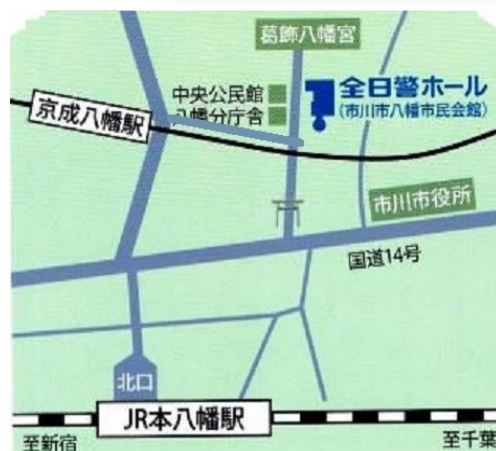 葛飾八幡宮
中央公民館
八幡分庁舎
全日警ホール
(市川市八幡市民会館)
京成八幡駅
市川市役所
国道14号
北口
JR本八幡駅
至新宿
至千葉